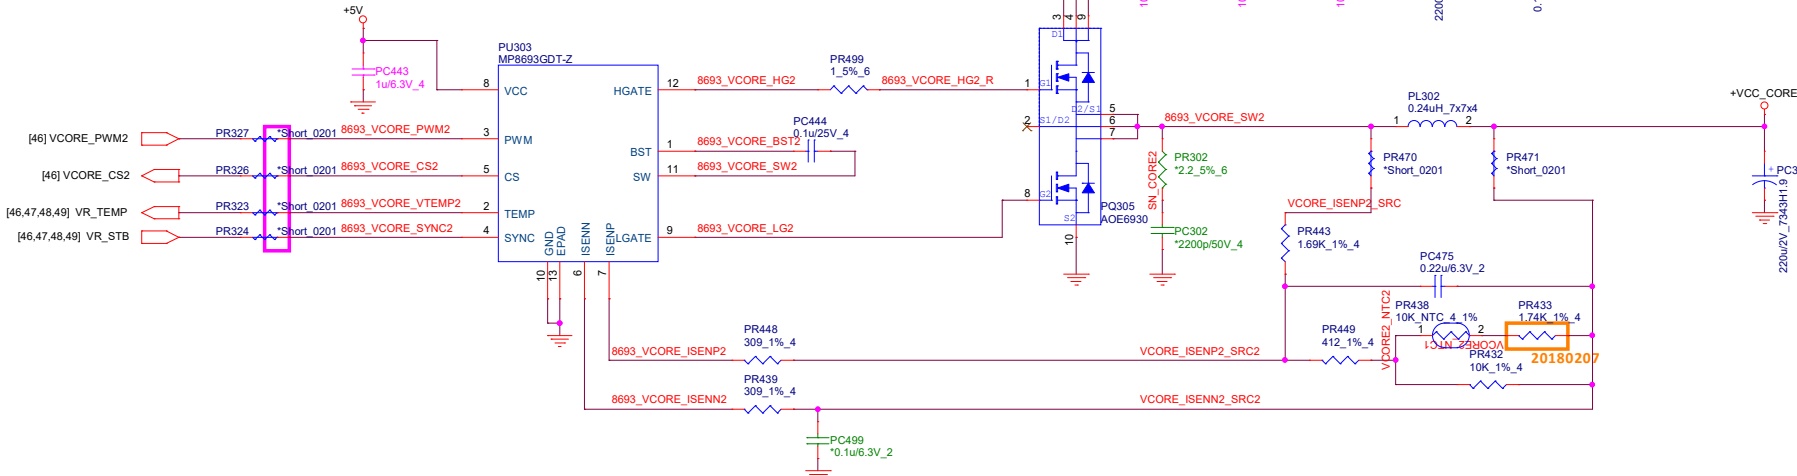 +5V
PC443
1u/6.3V_4
PU303
MP8693GDT-Z
8
VCC
HGATE
12
8693_VCORE_HG2
PR499
1_5%_6
8693_VCORE_HG2_R
1
G1
3
4
9
D1
D2/S1
5
6
7
2
S1/D2
[46] VCORE_PWM2
PR327
*Short_0201
8693_VCORE_PWM2
3
PWM
[46] VCORE_CS2
PR326
*Short_0201
8693_VCORE_CS2
5
CS
[46,47,48,49] VR_TEMP
PR323
*Short_0201
8693_VCORE_VTEMP2
2
TEMP
[46,47,48,49] VR_STB
PR324
*Short_0201
8693_VCORE_SYNC2
4
SYNC
BST
1
8693_VCORE_BST2
PC444
0.1u/25V_4
SW
11
8693_VCORE_SW2
LGATE
9
8693_VCORE_LG2
8
G2
S2
10
PQ305
AOE6930
GND
EPAD
ISENN
ISENP
10
13
6
7
8693_VCORE_SW2
SN_CORE2
PR302
*2.2_5%_6
PC302
*2200p/50V_4
PL302
0.24uH_7x7x4
1
2
+VCC_CORE
PR470
*Short_0201
PR471
*Short_0201
PC3
+
220u/2V_7343H1.9
VCORE_ISENP2_SRC
PR443
1.69K_1%_4
PC475
0.22u/6.3V_2
PR438
10K_NTC_4_1%
1
2
PR433
1.74K_1%_4
20180207
VCORE2_NTC2
VCORE2_NTC1
PR432
10K_1%_4
PR449
412_1%_4
8693_VCORE_ISENP2
PR448
309_1%_4
VCORE_ISENP2_SRC2
8693_VCORE_ISENN2
PR439
309_1%_4
VCORE_ISENN2_SRC2
PC499
*0.1u/6.3V_2